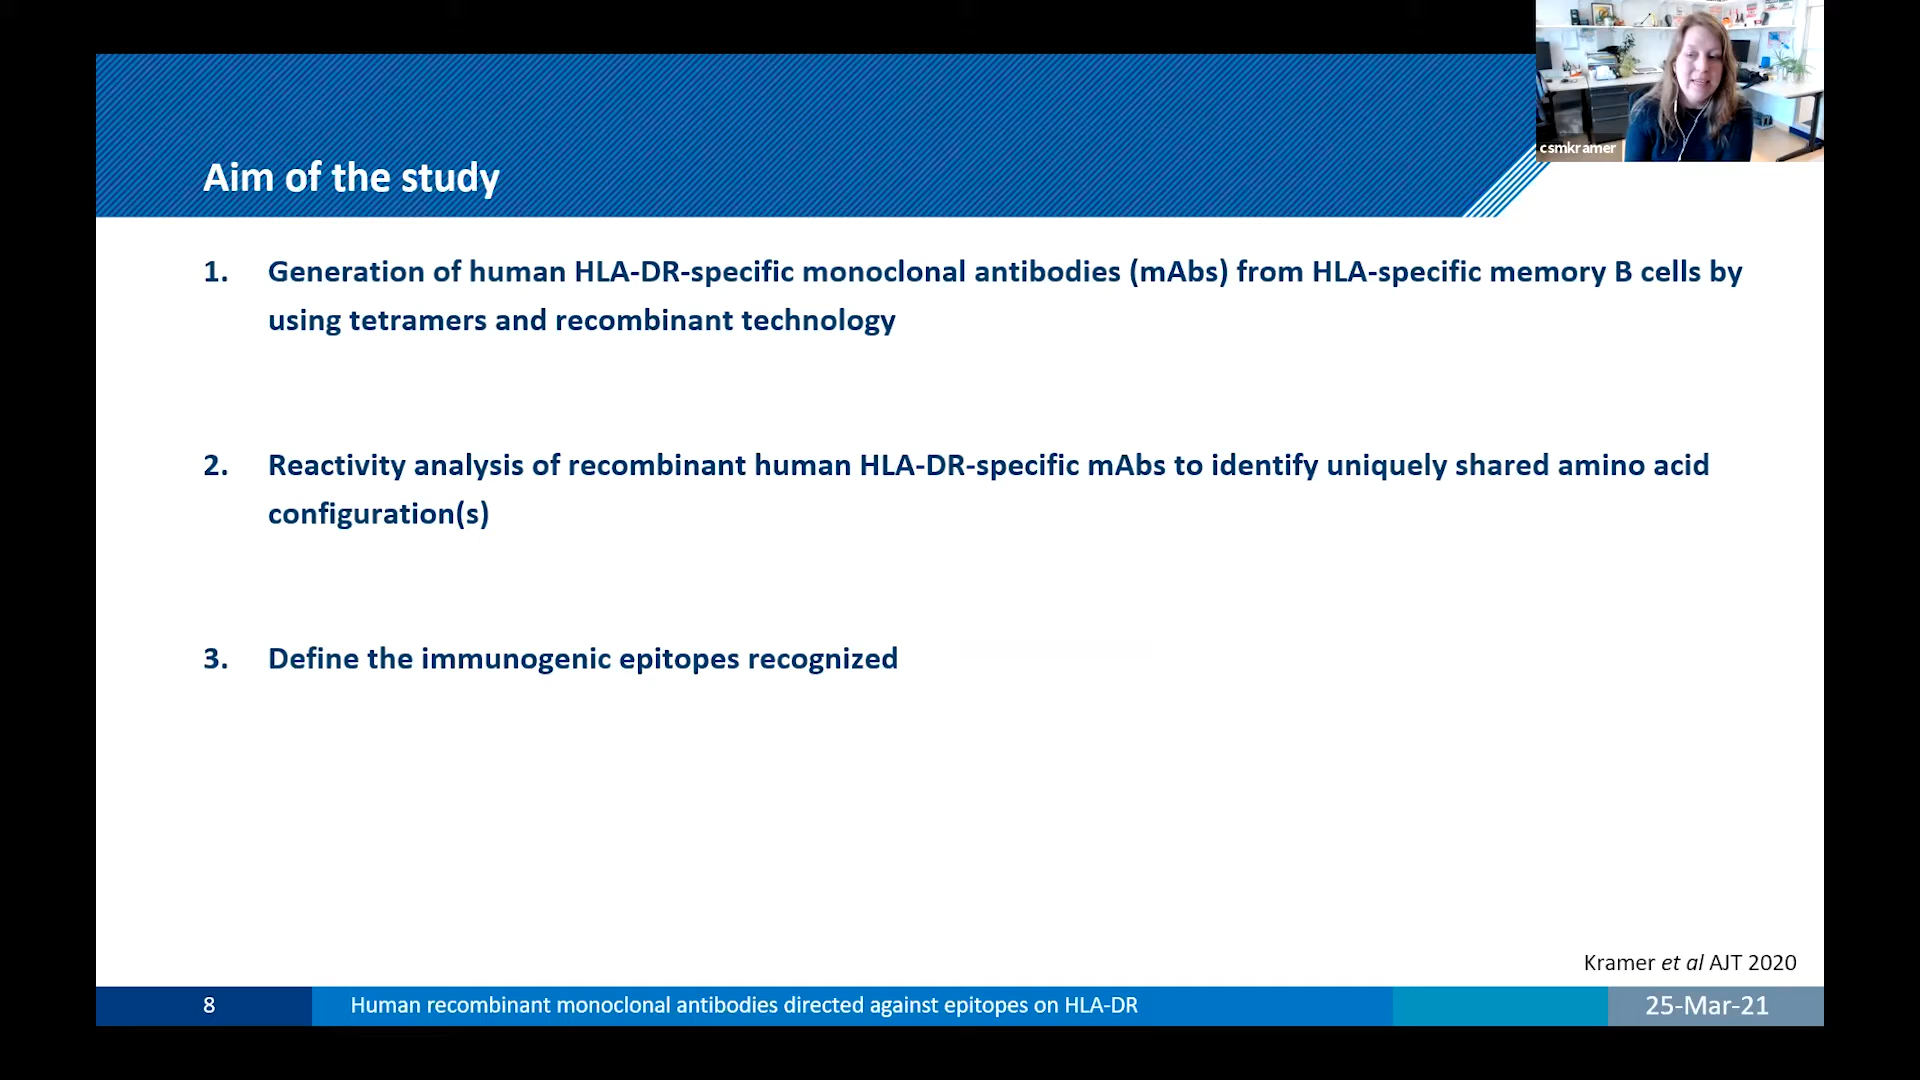 csmkramer
Aim of the study
1. Generation of human HLA-DR-specific monoclonal antibodies (mAbs) from HLA-specific memory B cells by
using tetramers and recombinant technology
2. Reactivity analysis of recombinant human HLA-DR-specific mAbs to identify uniquely shared amino acid
configuration(s)
3. Define the immunogenic epitopes recognized
Kramer et al AJT 2020
8 Human recombinant monoclonal antibodies directed against epitopes on HLA-DR 25-Mar-21